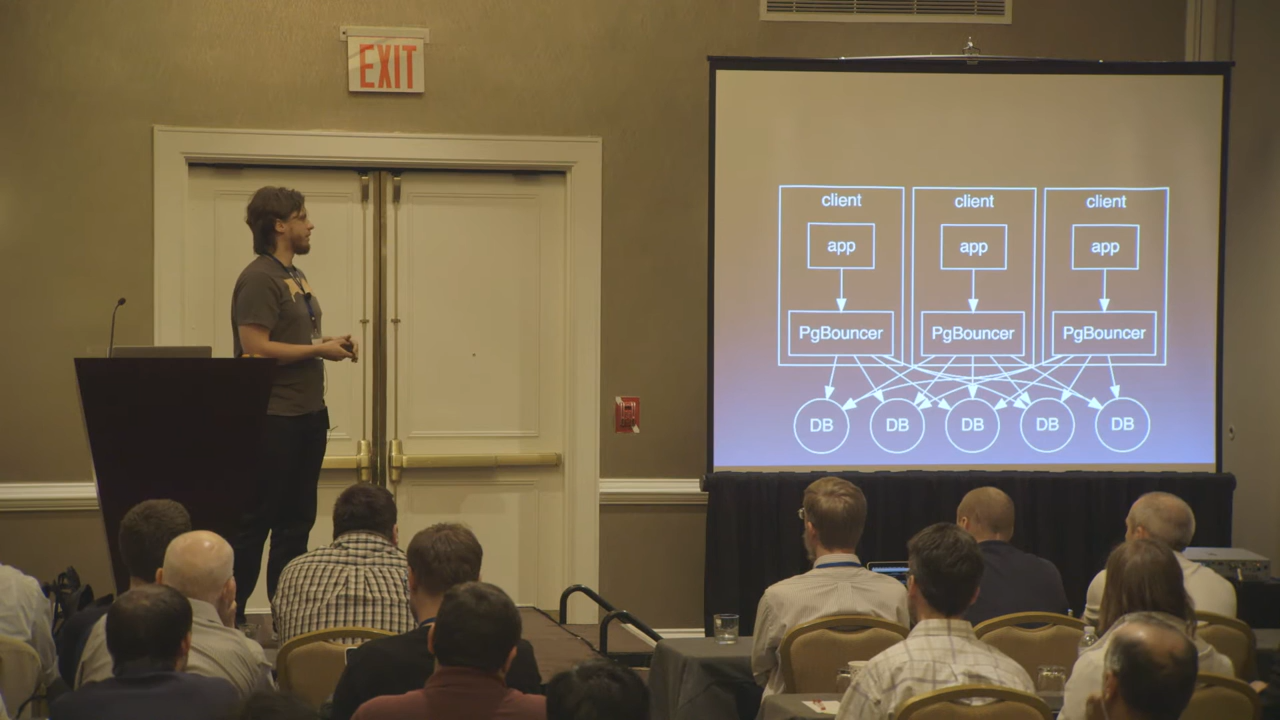 EXIT
client client client
app app app
PgBouncer PgBouncer PgBouncer
DB DB DB DB DB